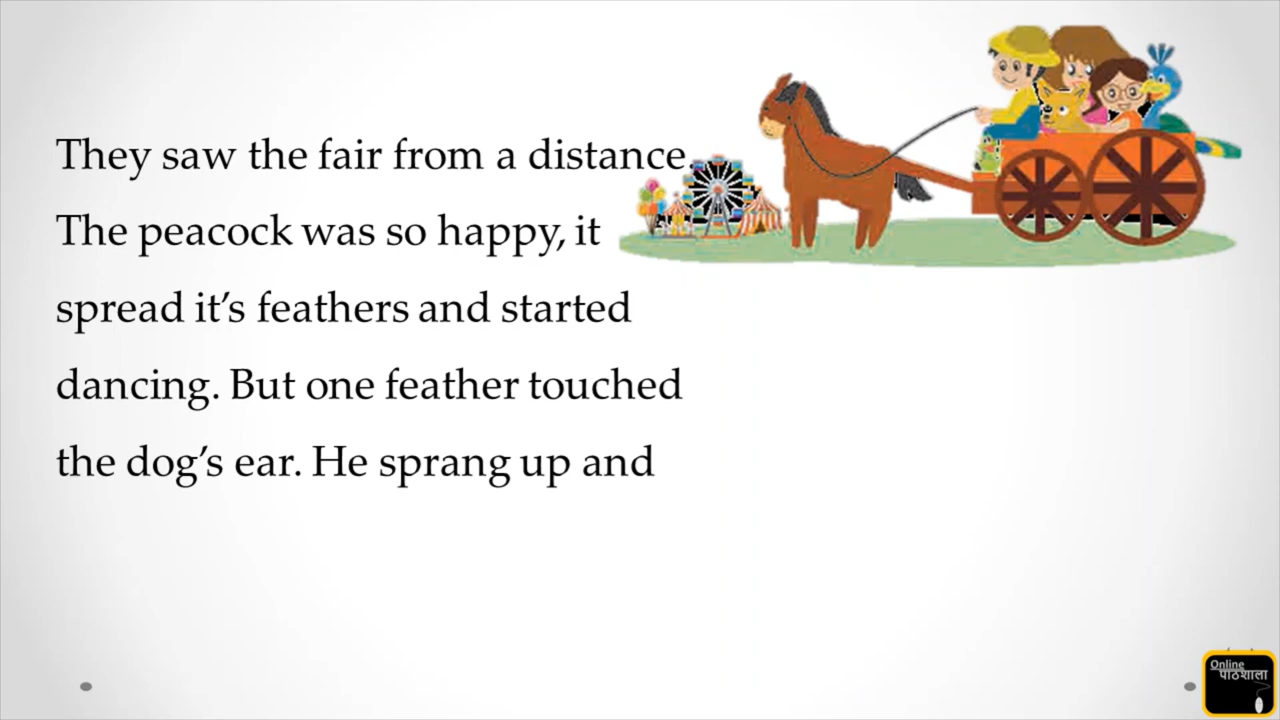 They saw the fair from a distance.
The peacock was so happy, it
spread it’s feathers and started
dancing. But one feather touched
the dog’s ear. He sprang up and
Online
पाठशाला